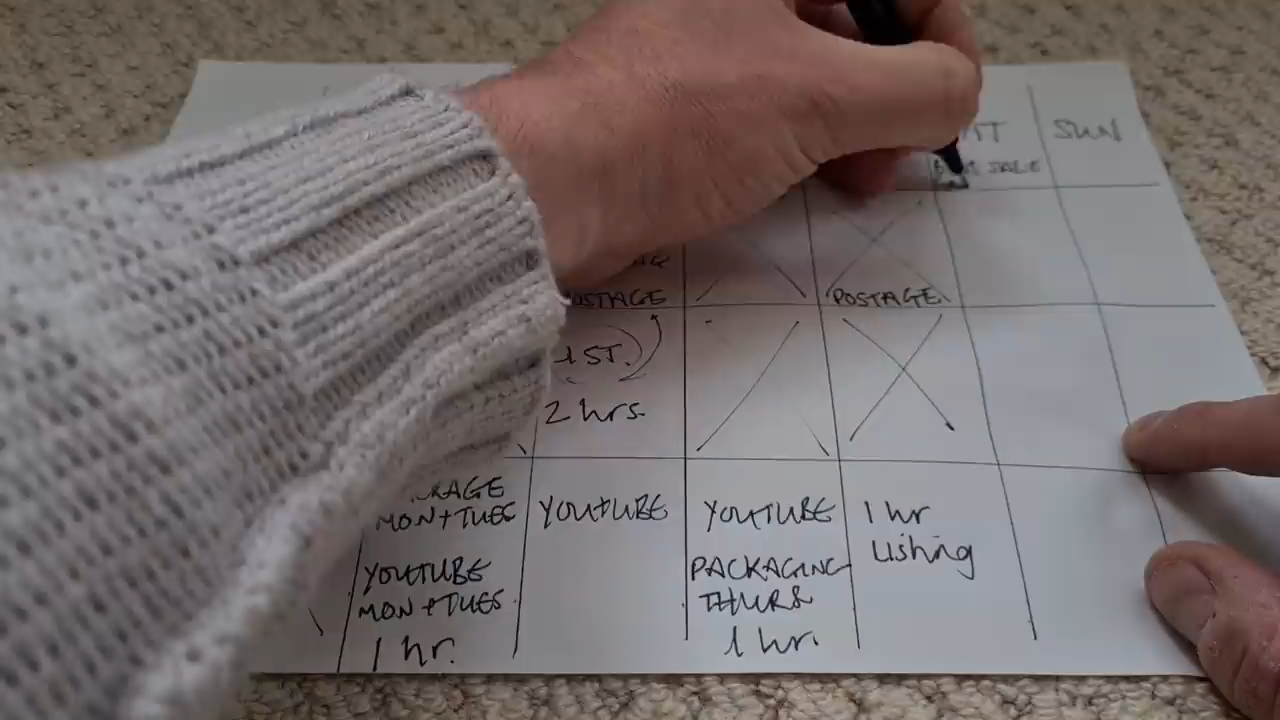 SUN
SALE
POSTAGE
POSTAGE
1ST.
2 hrs.
MON+TUES
YOUTUBE
YOUTUBE
1 hr
Listing
YOUTUBE
MON+TUES
1 hr.
PACKAGING
THURS
1 hr.